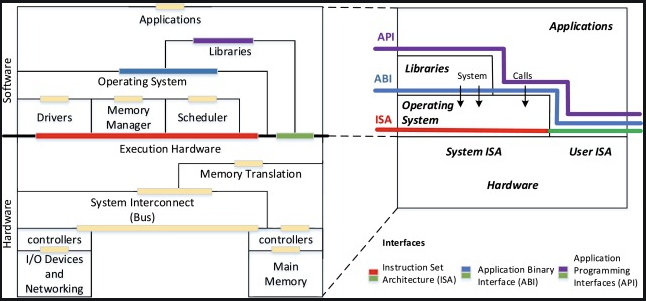 Applications
Libraries
Operating System
Drivers
Memory
Manager
Scheduler
Software
Execution Hardware
Memory Translation
System Interconnect
(Bus)
controllers
controllers
I/O Devices
and
Networking
Main
Memory
Hardware
API
Applications
Libraries
System
Calls
ABI
Operating
System
ISA
System ISA
User ISA
Hardware
Interfaces
Instruction Set
Architecture (ISA)
Application Binary
Interface (ABI)
Application
Programming
Interfaces (API)